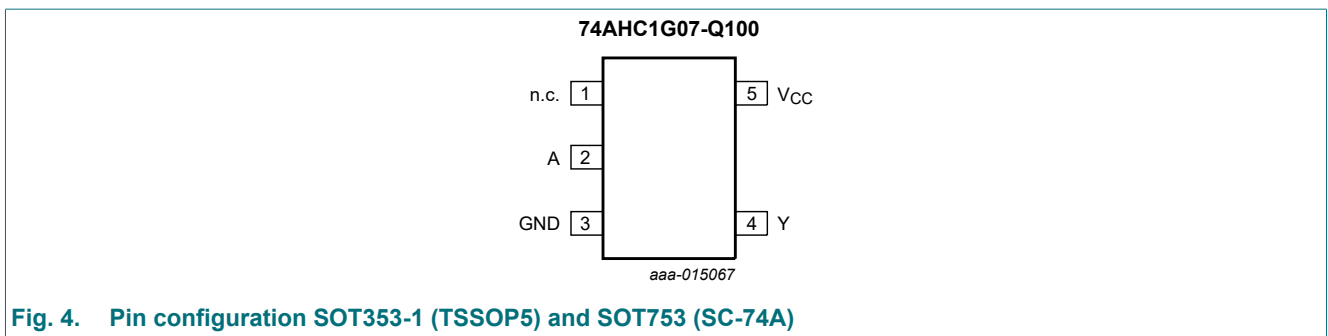 74AHC1G07-Q100
n.c. 1 5 VCC
A 2
GND 3 4 Y
aaa-015067
Fig. 4. Pin configuration SOT353-1 (TSSOP5) and SOT753 (SC-74A)